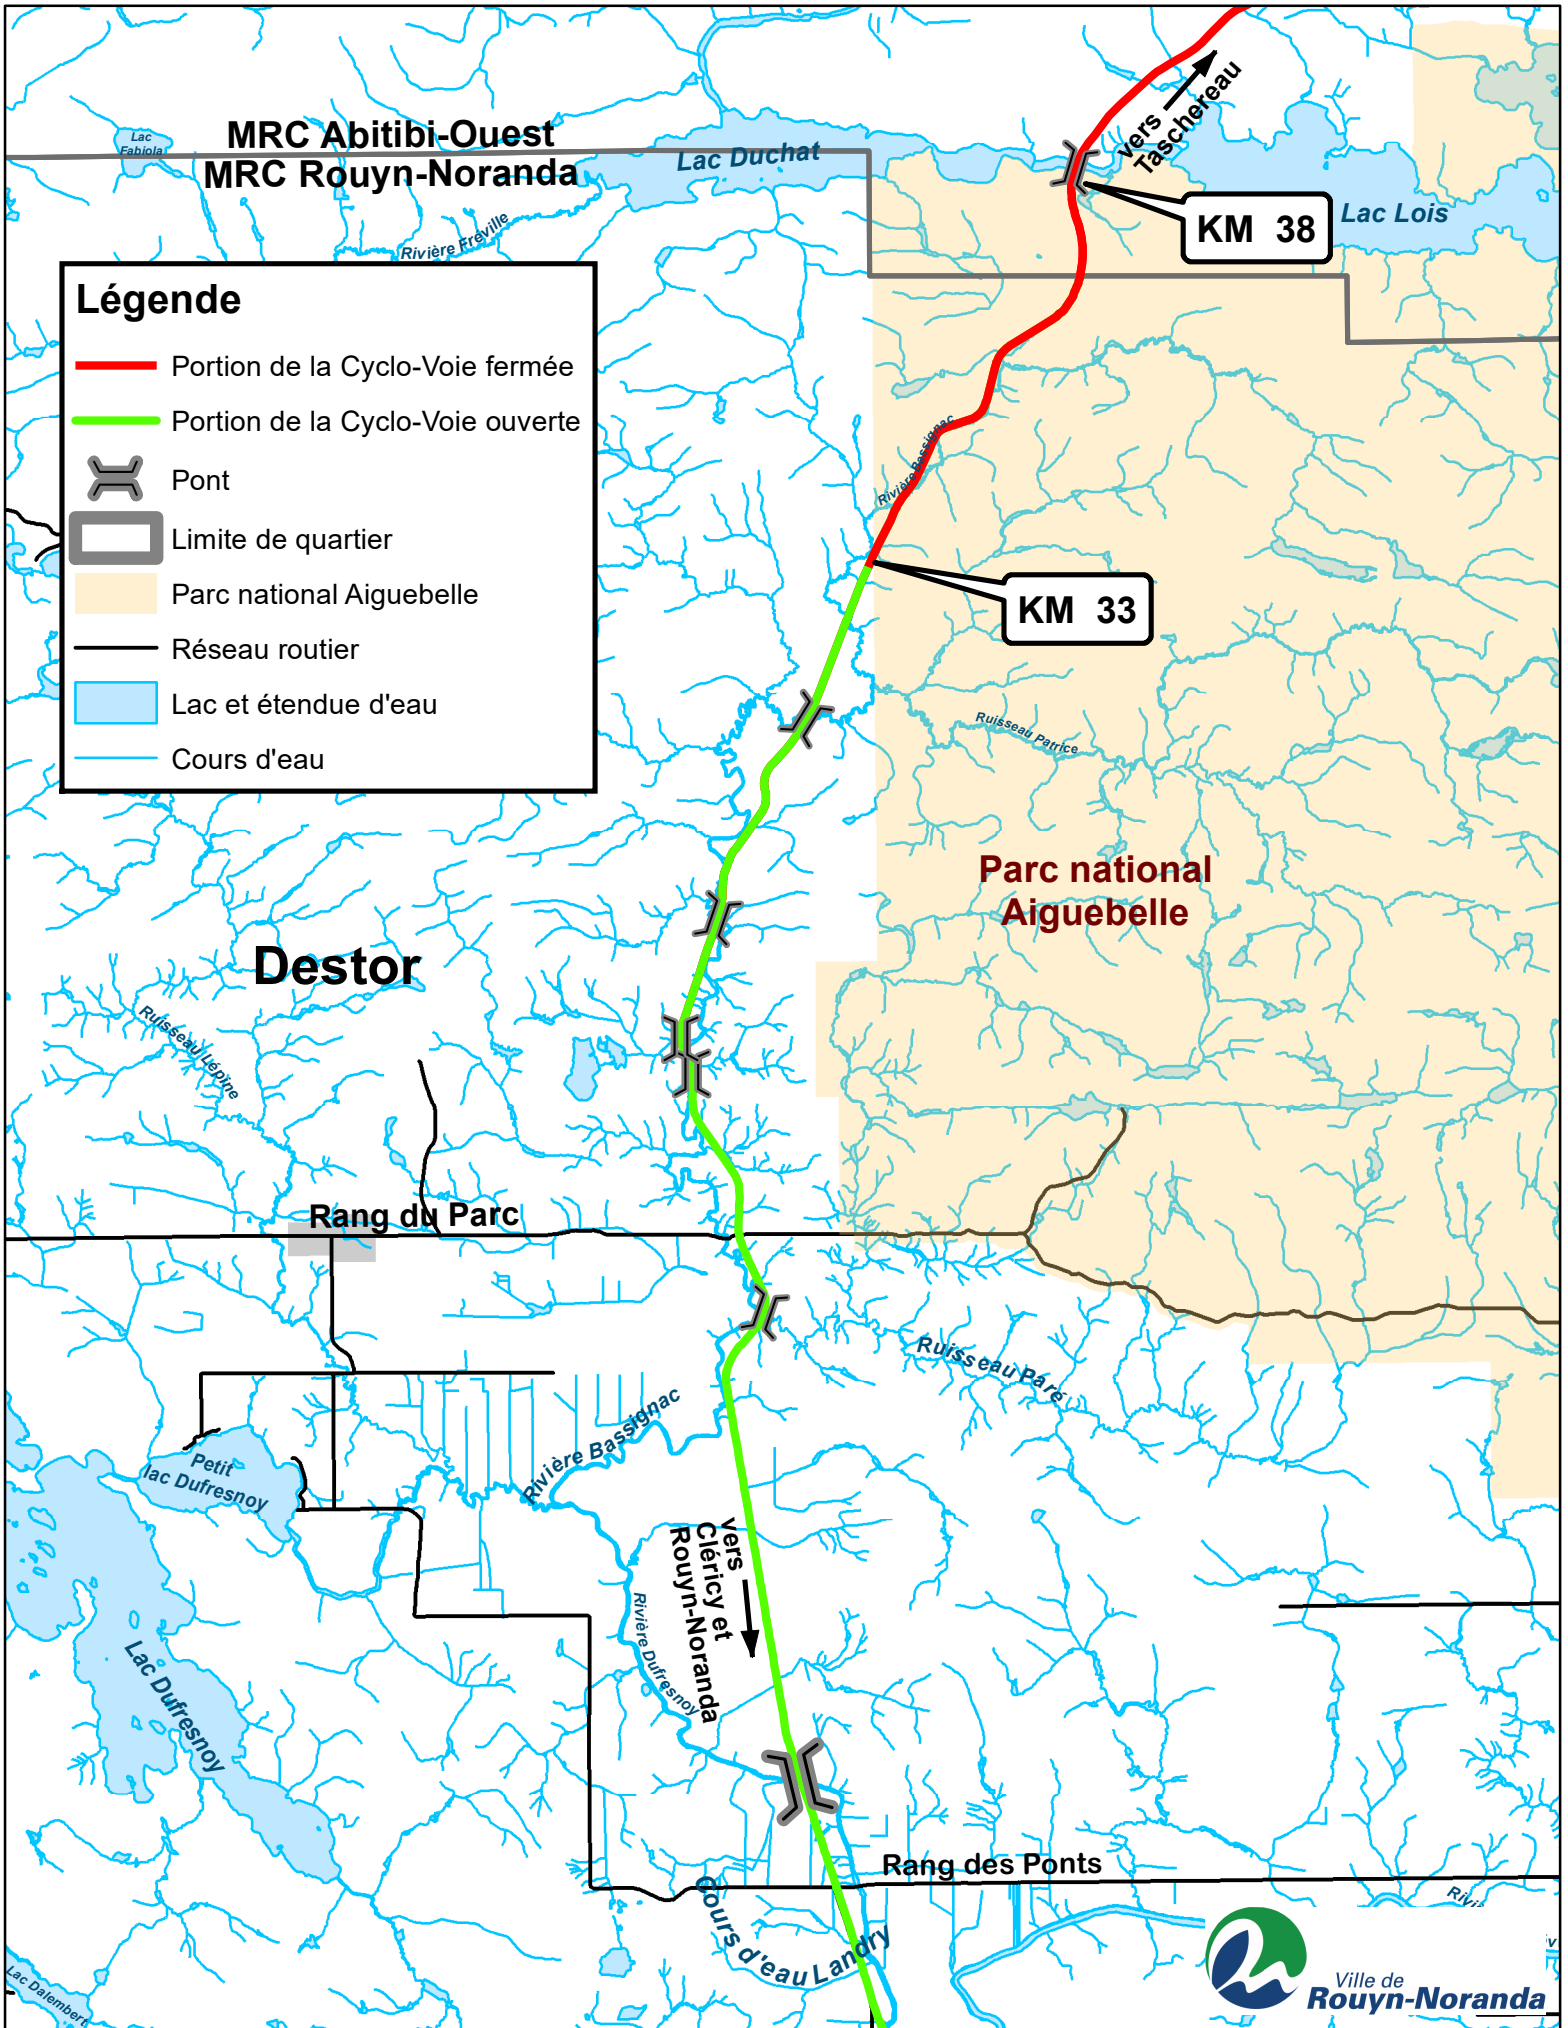 Lac
Fabiola
MRC Abitibi-Ouest
MRC Rouyn-Noranda
Lac Duchat
vers
Taschereau
KM 38
Lac Lois
Rivière Fréville
Légende
Portion de la Cyclo-Voie fermée
Portion de la Cyclo-Voie ouverte
Pont
Limite de quartier
Parc national Aiguebelle
Réseau routier
Lac et étendue d'eau
Cours d'eau
Rivière Bassignac
KM 33
Ruisseau Patrice
Parc national
Aiguebelle
Destor
Ruisseau Lépine
Rang du Parc
Ruisseau Paré
Rivière Bassignac
Petit
lac Dufresnoy
vers
Cléricy et
Rouyn-Noranda
Rivière Dufresnoy
Lac Dufresnoy
Rang des Ponts
Cours d'eau Landry
Lac Dalembert
Ville de
Rouyn-Noranda